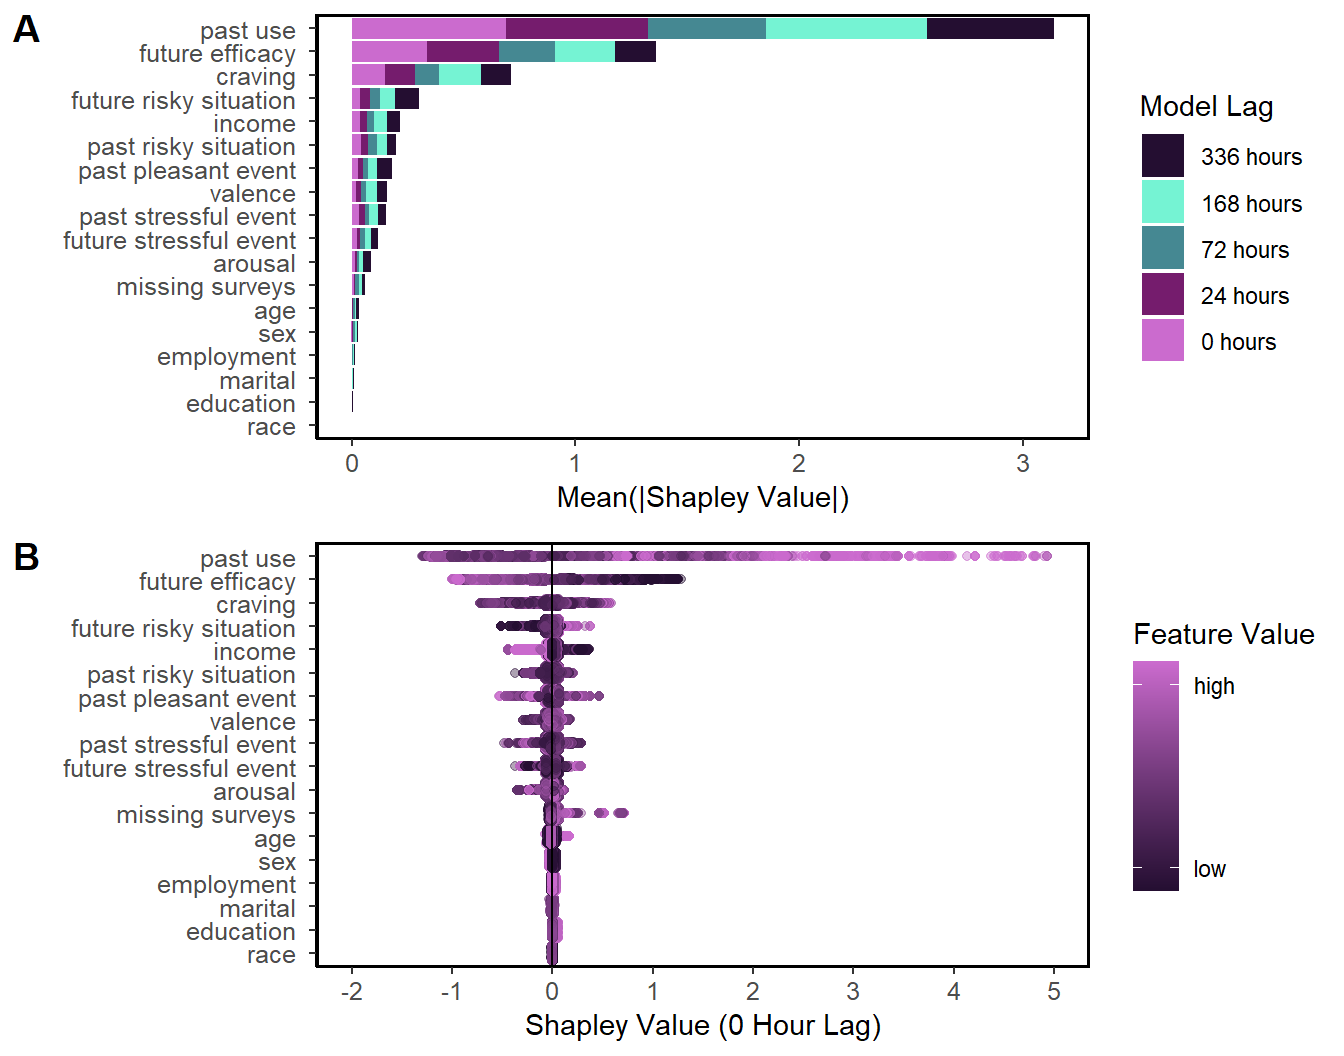 A
past use
future efficacy
craving
future risky situation
income
past risky situation
past pleasant event
valence
past stressful event
future stressful event
arousal
missing surveys
age
sex
employment
marital
education
race
0 1 2 3
Mean(|Shapley Value|)
Model Lag
336 hours
168 hours
72 hours
24 hours
0 hours
B
past use
future efficacy
craving
future risky situation
income
past risky situation
past pleasant event
valence
past stressful event
future stressful event
arousal
missing surveys
age
sex
employment
marital
education
race
-2 -1 0 1 2 3 4 5
Shapley Value (0 Hour Lag)
Feature Value
high
low